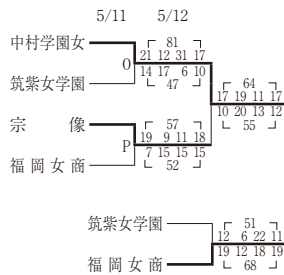 5/11 5/12
中村学園女
81
21 12 31 17
O
14 17 6 10
47
筑紫女学園
64
17 19 11 17
10 20 13 12
55
宗像
57
19 9 11 18
P
7 15 15 15
52
福岡女商
筑紫女学園
51
12 6 22 11
19 12 18 19
68
福岡女商